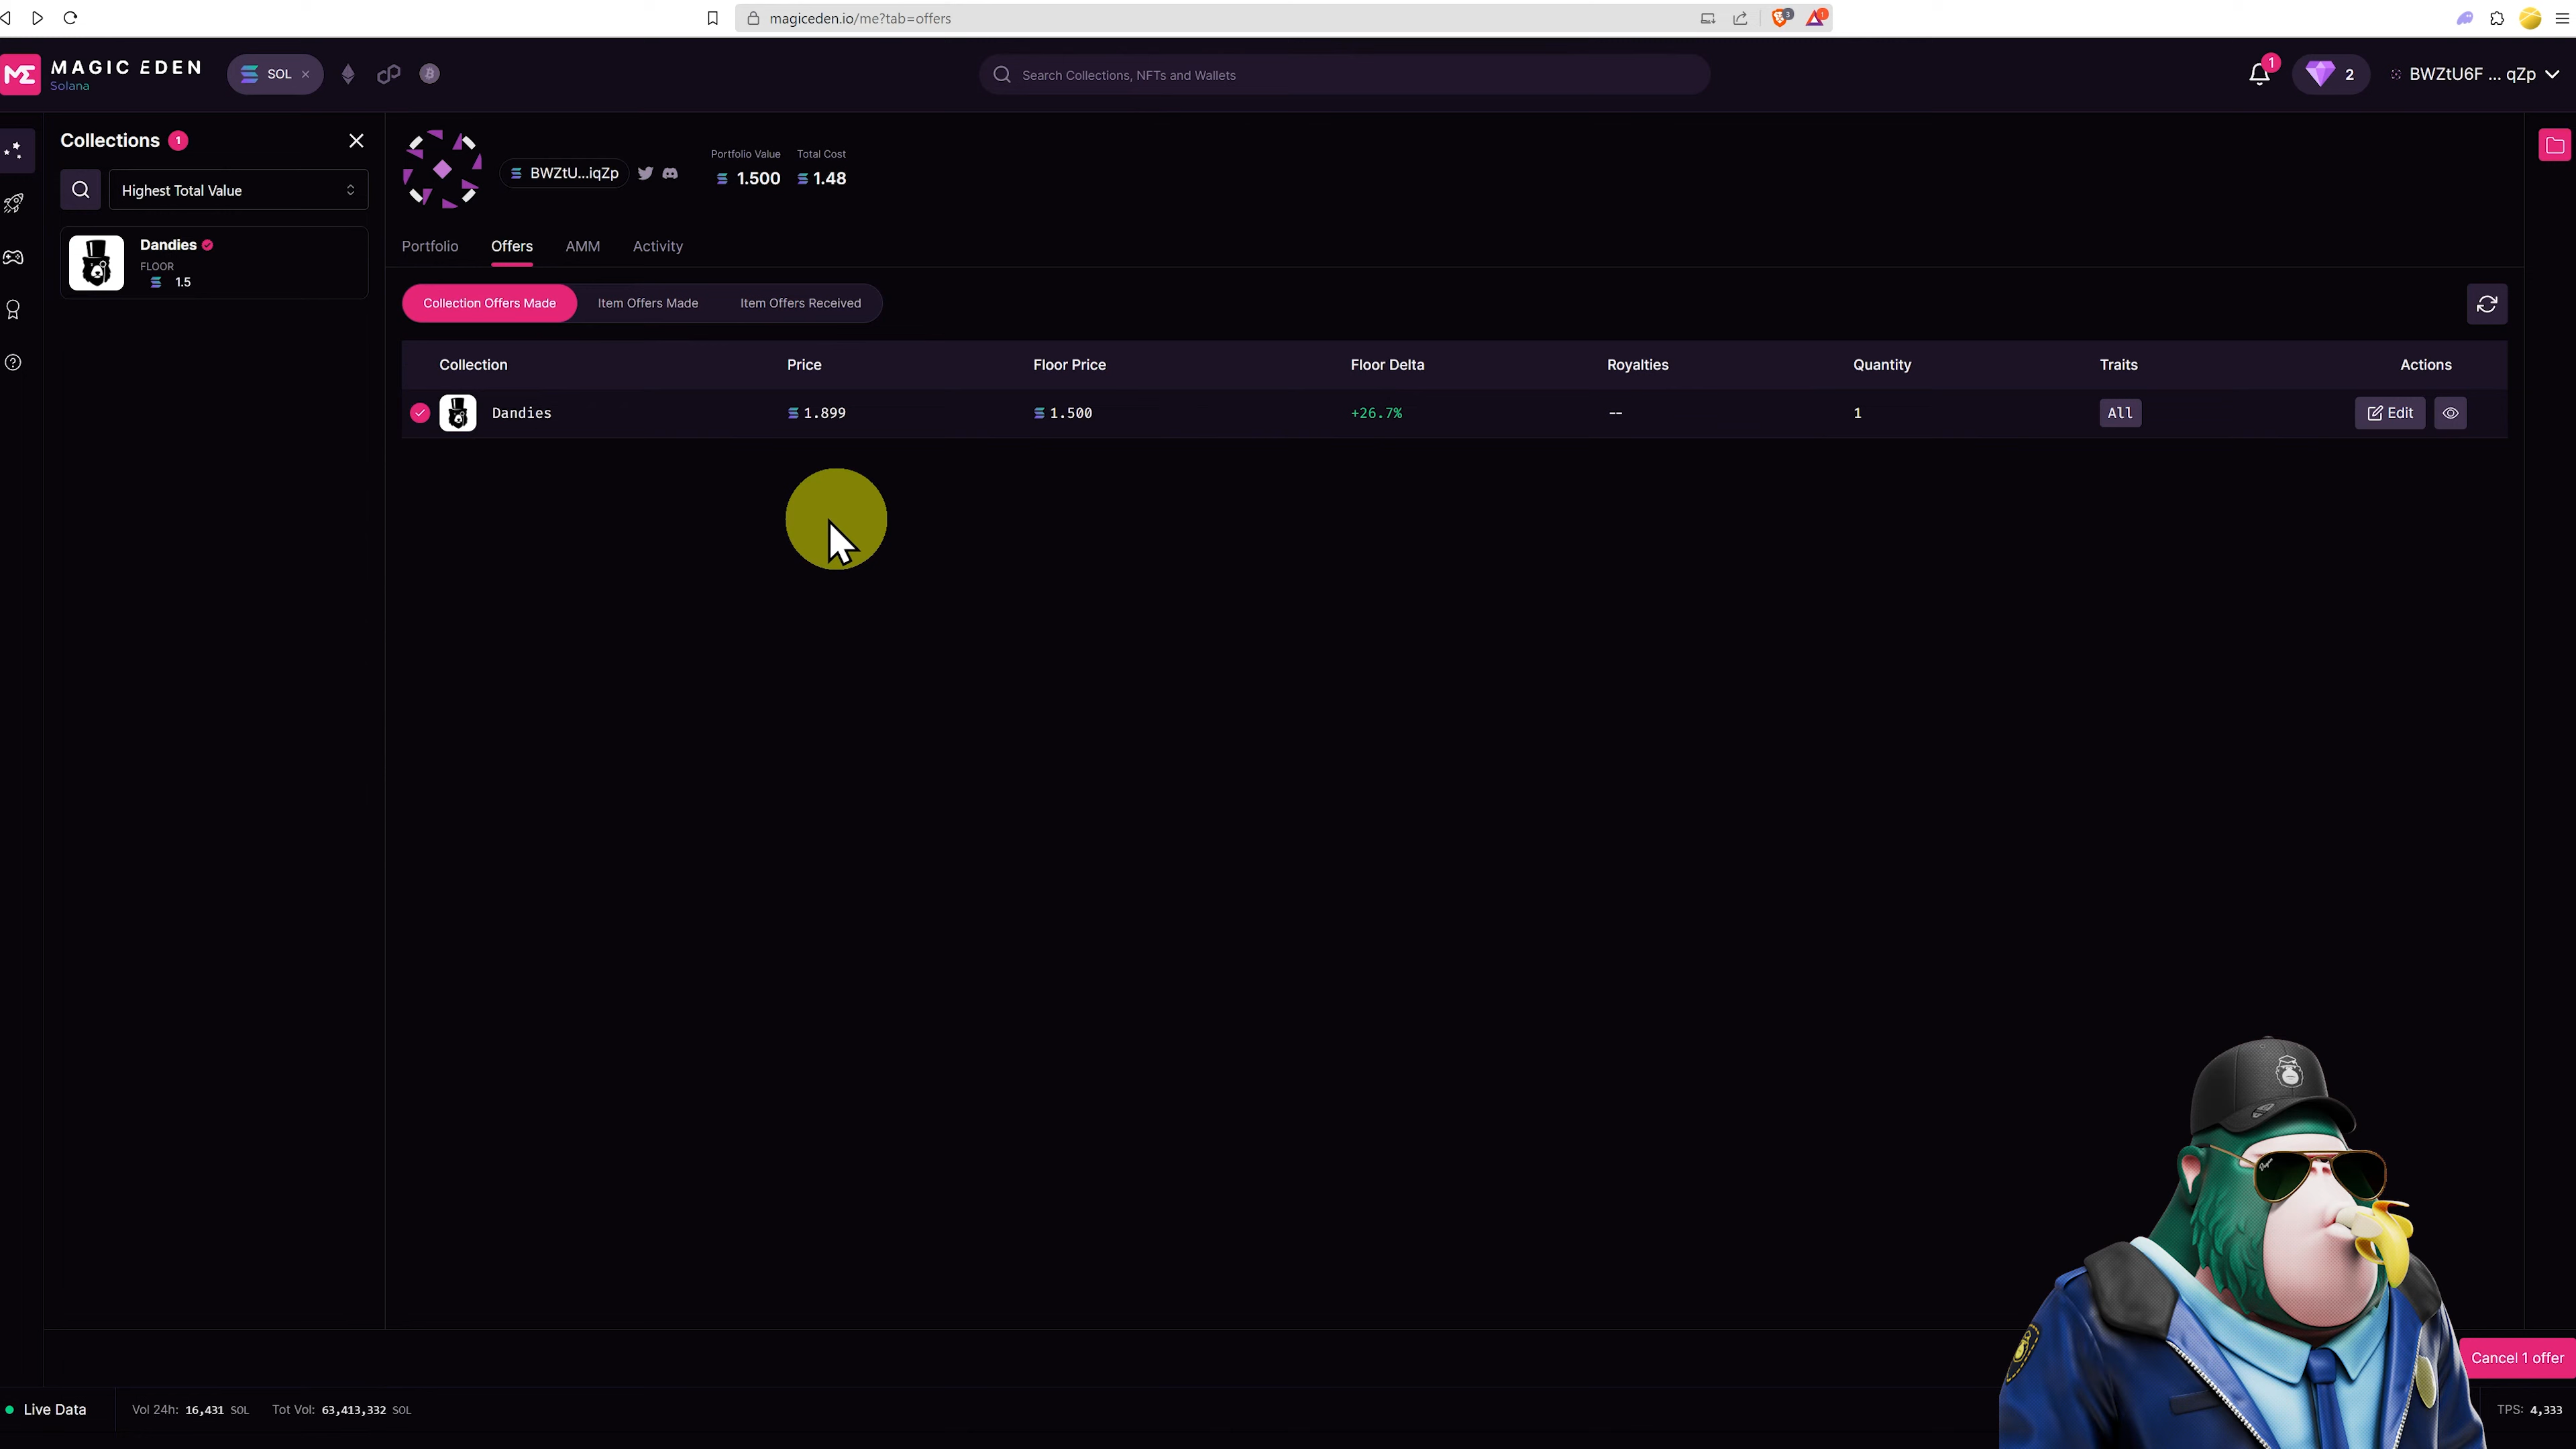 magiceden.io/me?tab=offers
3
1
MAGIC EDEN
Solana
SOL
Search Collections, NFTs and Wallets
1
2
BWZtU6F ... qZp
Collections 1
Highest Total Value
Dandies
FLOOR
1.5
BWZtU...iqZp
Portfolio Value
1.500
Total Cost
1.48
Portfolio
Offers
AMM
Activity
Collection Offers Made
Item Offers Made
Item Offers Received
Collection Price Floor Price Floor Delta Royalties Quantity Traits Actions
Dandies 1.899 1.500 +26.7% -- 1 All Edit
Cancel 1 offer
Live Data
Vol 24h: 16,431 SOL
Tot Vol: 63,413,332 SOL
TPS: 4,333